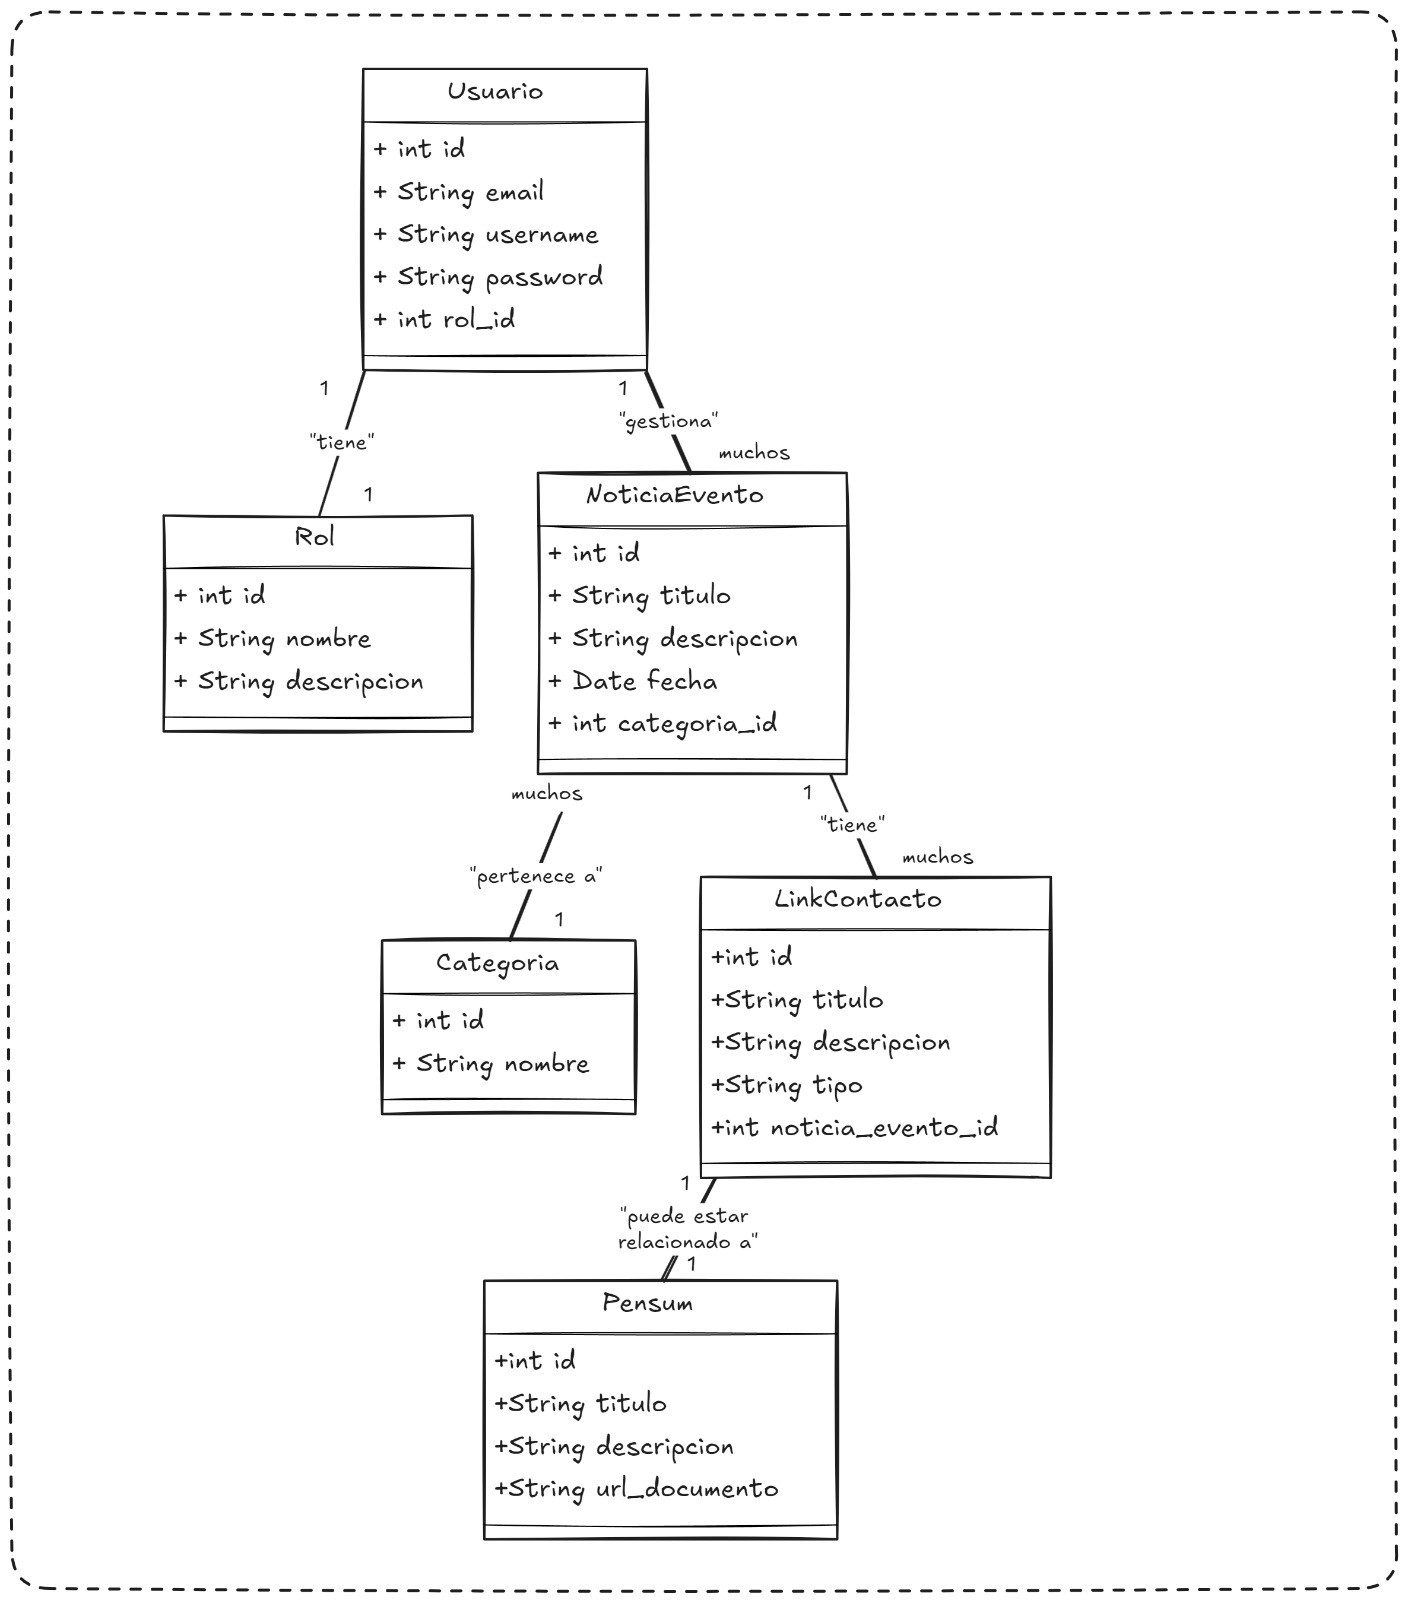 Usuario
+ int id
+ String email
+ String username
+ String password
+ int rol_id
1
1
"tiene"
"gestiona"
1
muchos
Rol
+ int id
+ String nombre
+ String descripcion
NoticiaEvento
+ int id
+ String titulo
+ String descripcion
+ Date fecha
+ int categoria_id
muchos
1
"pertenece a"
"tiene"
1
muchos
Categoria
+ int id
+ String nombre
LinkContacto
+int id
+String titulo
+String descripcion
+String tipo
+int noticia_evento_id
1
"puede estar
relacionado a"
1
Pensum
+int id
+String titulo
+String descripcion
+String url_documento